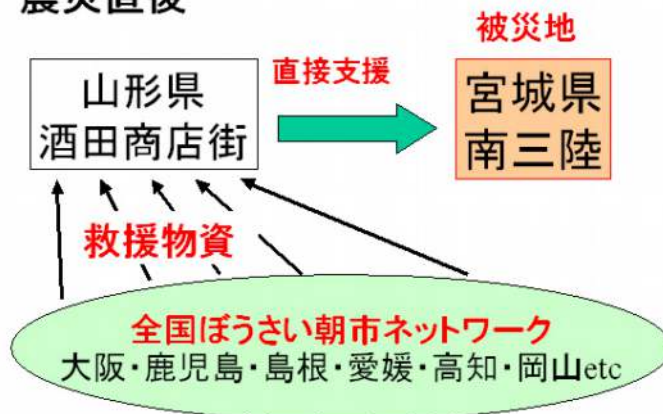 震災直後
被災地
直接支援
山形県
酒田商店街
宮城県
南三陸
救援物資
全国ぼうさい朝市ネットワーク
大阪・鹿児島・島根・愛媛・高知・岡山etc